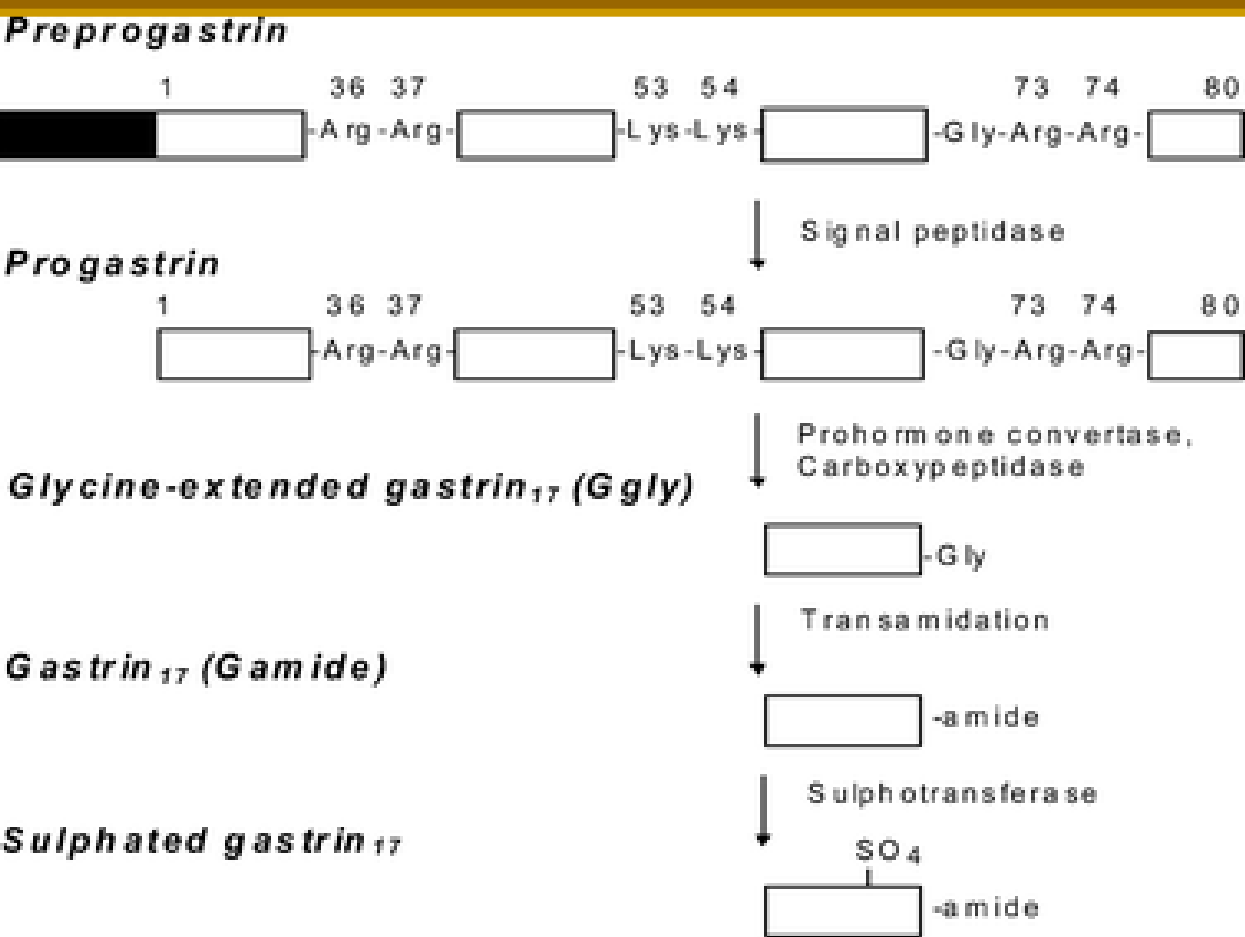 Preprogastrin
1 36 37 53 54 73 74 80
-Arg-Arg- -Lys-Lys- -Gly-Arg-Arg-
Signal peptidase
Progastrin
1 36 37 53 54 73 74 80
-Arg-Arg- -Lys-Lys- -Gly-Arg-Arg-
Prohormone convertase,
Carboxypeptidase
Glycine-extended gastrin₁₇ (Ggly)
-Gly
Transamidation
Gastrin₁₇ (Gamide)
-amide
Sulphotransferase
Sulphated gastrin₁₇
SO₄
-amide